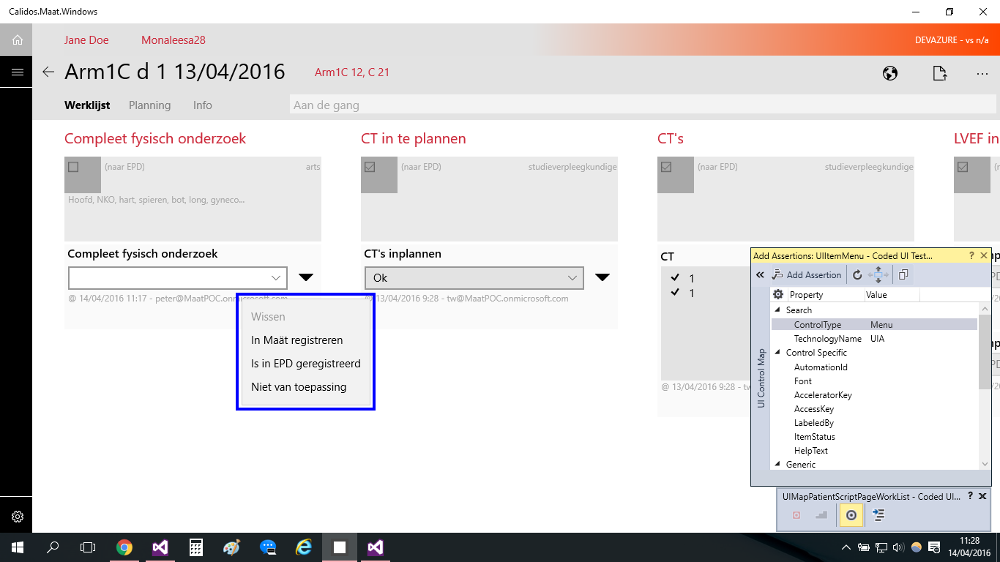 Calidos.Maat.Windows
Jane Doe Monaleesa28 DEVAZURE - vs n/a
Arm1C d 1 13/04/2016 Arm1C 12, C 21
Werklijst Planning Info Aan de gang
Compleet fysisch onderzoek
(naar EPD) arts
Hoofd, NKO, hart, spieren, bot, long, gyneco...
Compleet fysisch onderzoek
@ 14/04/2016 11:17 - peter@MaatPOC.onmicrosoft.com
Wissen
In Maät registreren
Is in EPD geregistreerd
Niet van toepassing
CT in te plannen
(naar EPD) studieverpleegkundige
CT's inplannen
Ok
@ 13/04/2016 9:28 - tw@MaatPOC.onmicrosoft.com
CT's
(naar EPD) studieverpleegkundige
CT
1
1
@ 13/04/2016 9:28 - tw
LVEF in
Add Assertions: UIItemMenu - Coded UI Test... ?
Add Assertion
UI Control Map
Property Value
Search
ControlType Menu
TechnologyName UIA
Control Specific
AutomationId
Font
AcceleratorKey
AccessKey
LabeledBy
ItemStatus
HelpText
Generic
UIMapPatientScriptPageWorkList - Coded UI... ?
11:28
14/04/2016